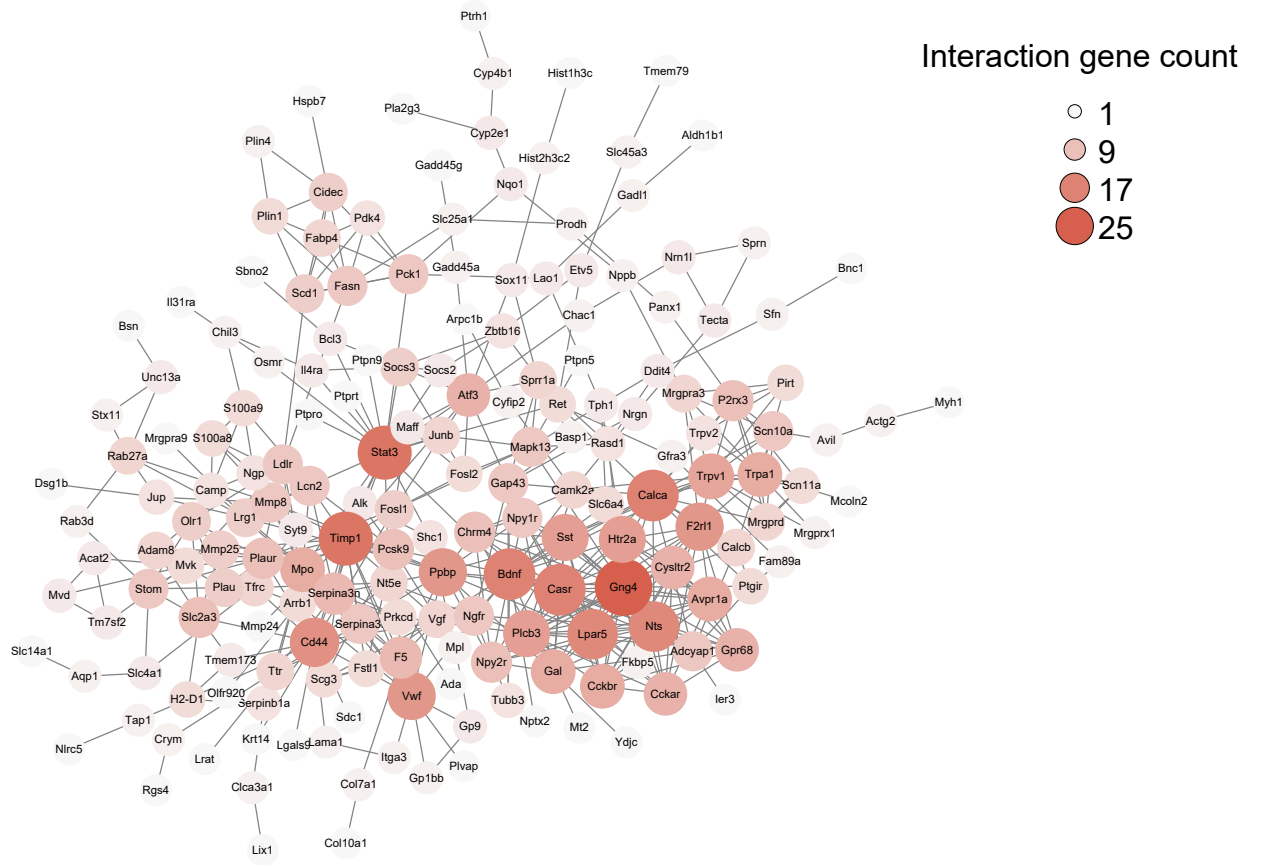 Ptrh1
Interaction gene count
Cyp4b1
Hist1h3c
Tmem79
Hspb7
Pla2g3
1
Cyp2e1
Aldh1b1
Plin4
9
Slc45a3
Hist2h3c2
Gadd45g
Nqo1
17
Cidec
Gadl1
Plin1
Pdk4
Slc25a1
Prodh
25
Fabp4
Sprn
Nrn1l
Sbno2
Gadd45a
Bnc1
Pck1
Etv5
Nppb
Sox11
Lao1
Fasn
Scd1
Il31ra
Panx1
Chac1
Sfn
Arpc1b
Tecta
Bsn
Chil3
Zbtb16
Bcl3
Osmr
Ptpn9
Ptpn5
Il4ra
Socs3
Socs2
Ddit4
Unc13a
Sprr1a
Pirt
Ptprt
Atf3
Mrgpra3
P2rx3
Cyfip2
Ret
Tph1
Myh1
S100a9
Stx11
Ptpro
Nrgn
Actg2
Maff
Junb
Basp1
Trpv2
Scn10a
Mrgpra9
S100a8
Mapk13
Rasd1
Avil
Stat3
Rab27a
Ldlr
Gfra3
Ngp
Fosl2
Trpv1
Trpa1
Dsg1b
Lcn2
Gap43
Scn11a
Camp
Camk2a
Jup
Calca
Mcoln2
Mmp8
Alk
Slc6a4
Fosl1
Lrg1
Npy1r
Rab3d
Olr1
Mrgprd
F2rl1
Syt9
Chrm4
Mrgprx1
Timp1
Shc1
Sst
Htr2a
Adam8
Mmp25
Pcsk9
Calcb
Acat2
Plaur
Mvk
Fam89a
Mpo
Ppbp
Bdnf
Cysltr2
Nt5e
Stom
Plau
Tfrc
Casr
Gng4
Ptgir
Mvd
Serpina3n
Avpr1a
Arrb1
Tm7sf2
Slc2a3
Prkcd
Vgf
Ngfr
Mmp24
Serpina3
Plcb3
Lpar5
Nts
Cd44
Mpl
Slc14a1
Adcyap1
Gpr68
F5
Tmem173
Npy2r
Fkbp5
Fstl1
Aqp1
Slc4a1
Ttr
Gal
Scg3
Ada
Cckbr
Olfr920
Cckar
Vwf
H2-D1
Serpinb1a
Tubb3
Ier3
Sdc1
Tap1
Nptx2
Gp9
Mt2
Crym
Krt14
Nlrc5
Lgals9
Lama1
Ydjc
Lrat
Itga3
Plvap
Gp1bb
Col7a1
Clca3a1
Rgs4
Col10a1
Lix1